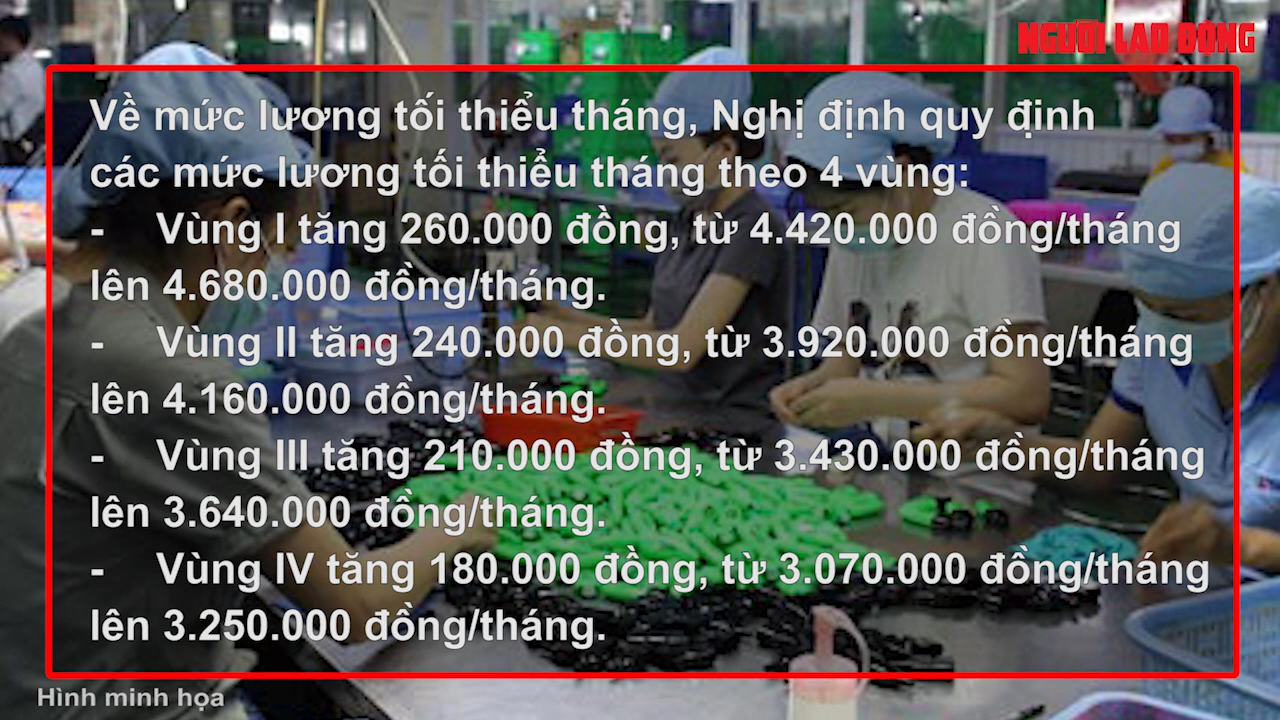 NGƯỜI LAO ĐỘNG
Về mức lương tối thiểu tháng, Nghị định quy định
các mức lương tối thiểu tháng theo 4 vùng:
- Vùng I tăng 260.000 đồng, từ 4.420.000 đồng/tháng
lên 4.680.000 đồng/tháng.
- Vùng II tăng 240.000 đồng, từ 3.920.000 đồng/tháng
lên 4.160.000 đồng/tháng.
- Vùng III tăng 210.000 đồng, từ 3.430.000 đồng/tháng
lên 3.640.000 đồng/tháng.
- Vùng IV tăng 180.000 đồng, từ 3.070.000 đồng/tháng
lên 3.250.000 đồng/tháng.
Hình minh họa